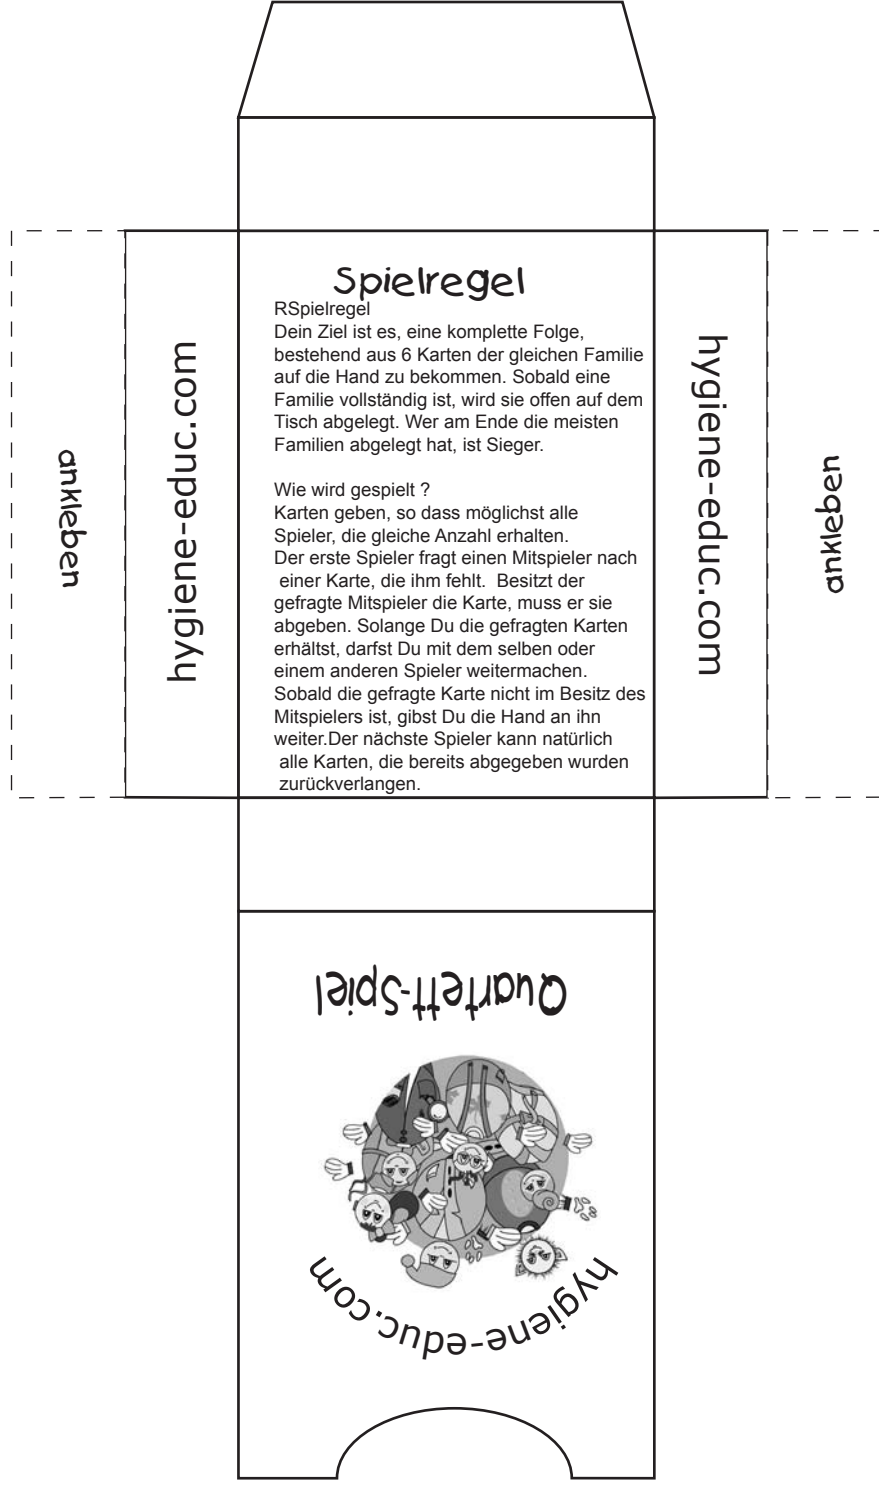 Spielregel
RSpielregel
Dein Ziel ist es, eine komplette Folge,
bestehend aus 6 Karten der gleichen Familie
auf die Hand zu bekommen. Sobald eine
Familie vollständig ist, wird sie offen auf dem
Tisch abgelegt. Wer am Ende die meisten
Familien abgelegt hat, ist Sieger.
Wie wird gespielt ?
Karten geben, so dass möglichst alle
Spieler, die gleiche Anzahl erhalten.
Der erste Spieler fragt einen Mitspieler nach
einer Karte, die ihm fehlt. Besitzt der
gefragte Mitspieler die Karte, muss er sie
abgeben. Solange Du die gefragten Karten
erhältst, darfst Du mit dem selben oder
einem anderen Spieler weitermachen.
Sobald die gefragte Karte nicht im Besitz des
Mitspielers ist, gibst Du die Hand an ihn
weiter.Der nächste Spieler kann natürlich
alle Karten, die bereits abgegeben wurden
zurückverlangen.
ankleben
hygiene-educ.com
hygiene-educ.com
ankleben
Quartett-Spiel
hygiene-educ.com